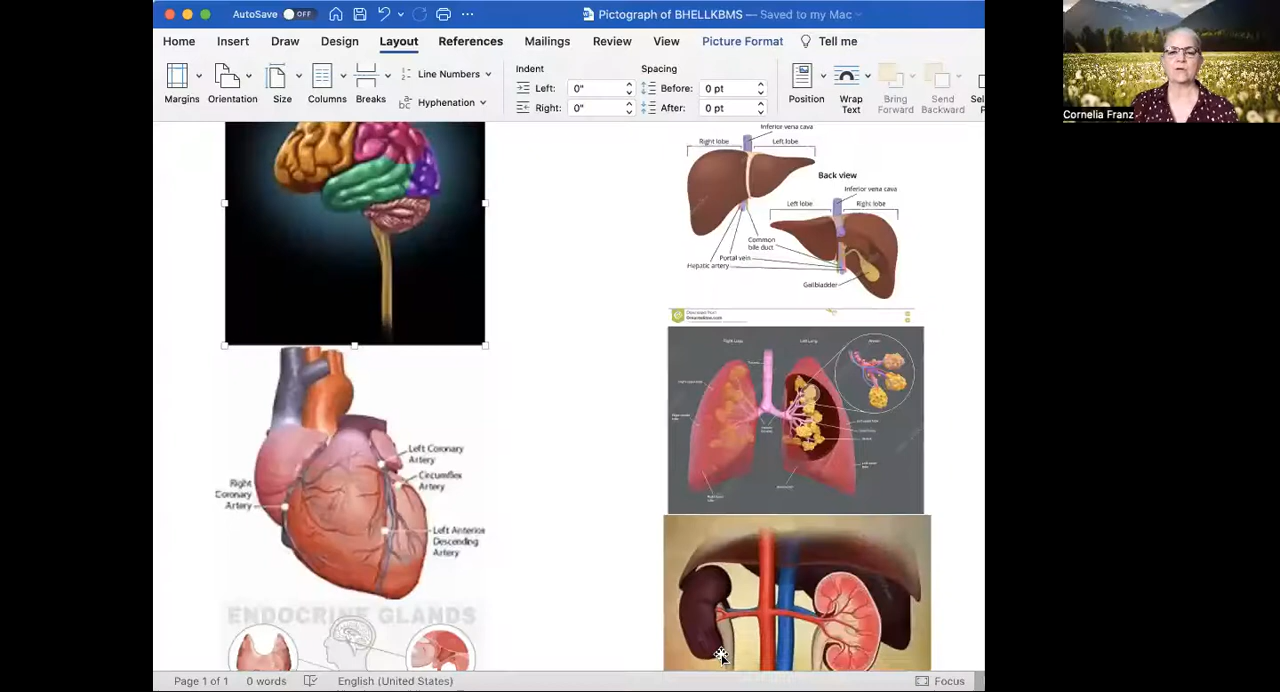 AutoSave OFF
Pictograph of BHELLKBMS — Saved to my Mac
Home Insert Draw Design Layout References Mailings Review View Picture Format Tell me
Margins Orientation Size Columns Breaks
Line Numbers
Hyphenation
Indent
Left: 0"
Right: 0"
Spacing
Before: 0 pt
After: 0 pt
Position
Wrap
Text
Bring
Forward
Send
Backward
Cornelia Franz
Inferior vena cava
Right lobe Left lobe
Back view
Inferior vena cava
Left lobe Right lobe
Common
bile duct
Portal vein
Hepatic artery
Gallbladder
Right Lung Left Lung
Left Coronary
Artery
Circumflex
Artery
Right
Coronary
Artery
Left Anterior
Descending
Artery
ENDOCRINE GLANDS
Page 1 of 1 0 words English (United States) Focus